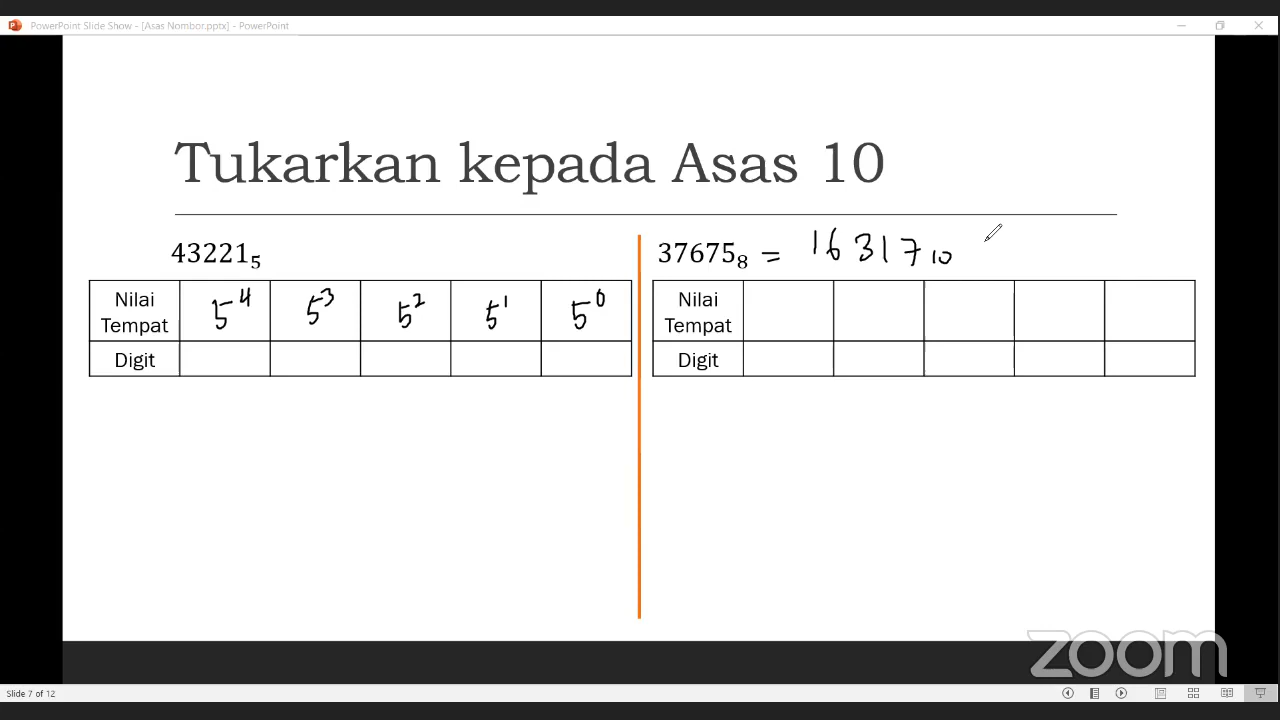 PowerPoint Slide Show - [Asas Nombor.pptx] - PowerPoint
Tukarkan kepada Asas 10
43221₅
Nilai Tempat 5⁴ 5³ 5² 5¹ 5⁰
Digit
37675₈ = 16317₁₀
Nilai Tempat
Digit
zoom
Slide 7 of 12